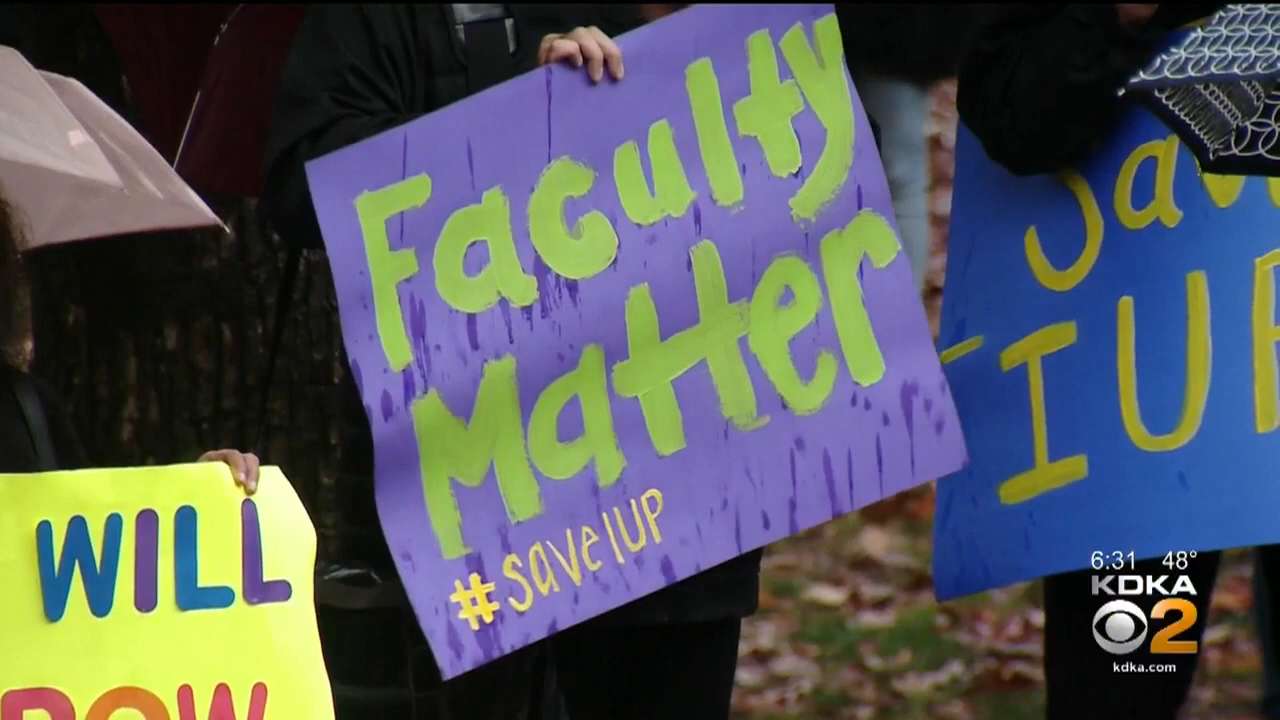 Faculty
Matter
#saveIUP
IUP
WILL
6:31 48°
KDKA
2
kdka.com